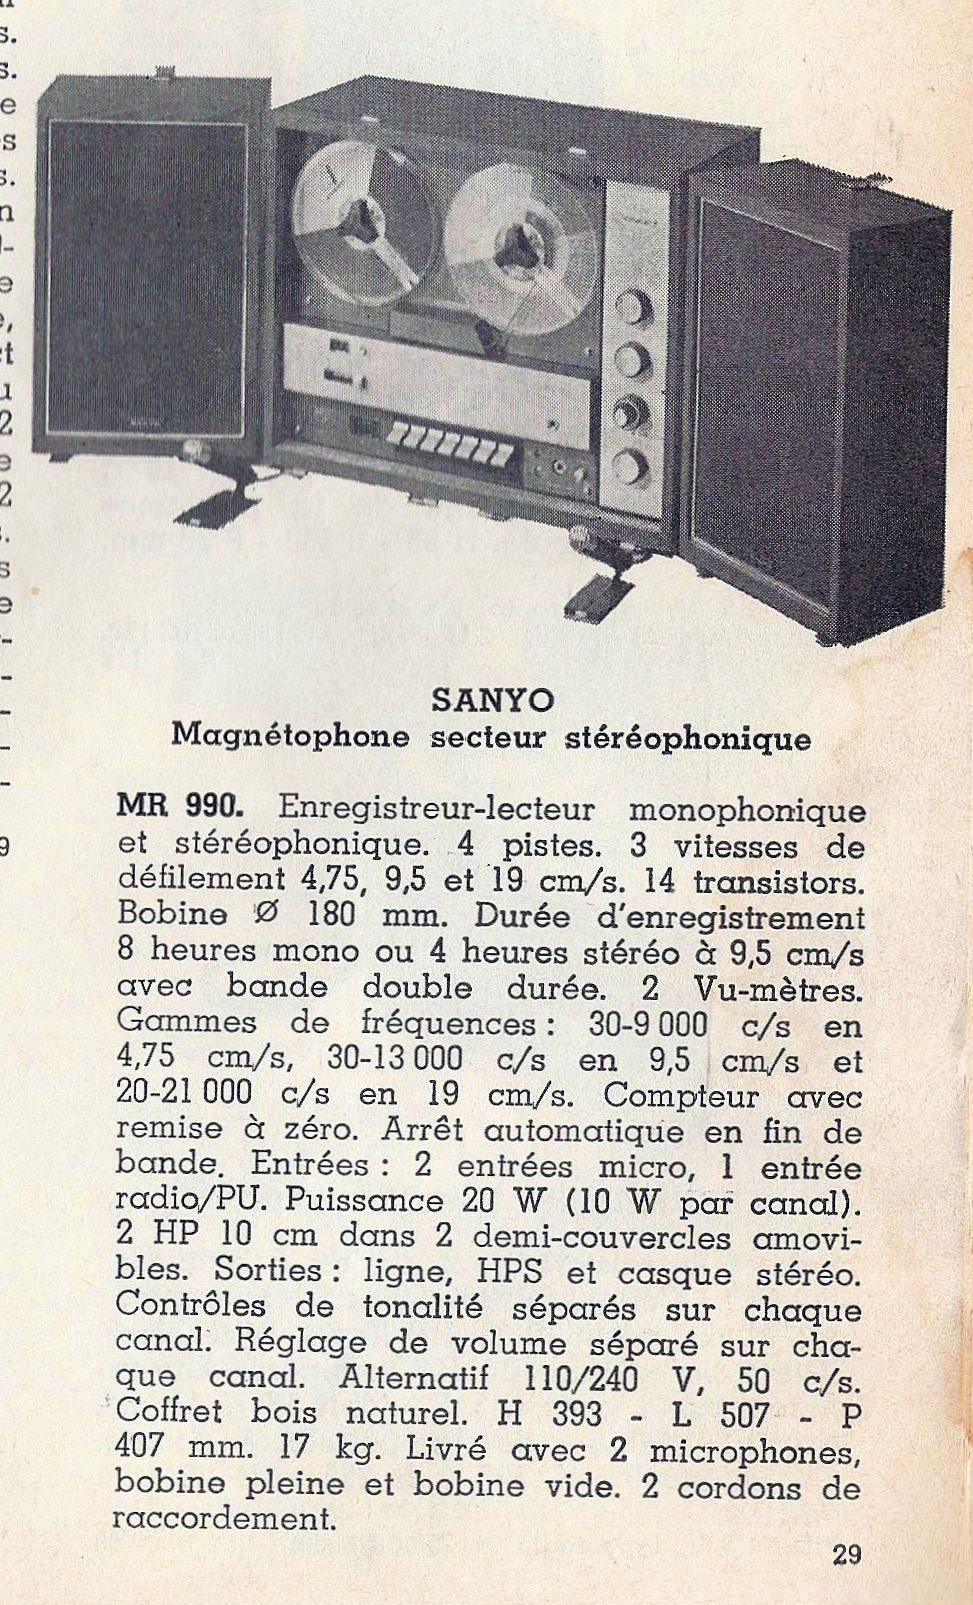 s.
s.
e
s
s.
n
l-
e
e,
ct
u
2
e
2
s
e
-
-
-
-
-
9
SANYO
Magnétophone secteur stéréophonique
MR 990. Enregistreur-lecteur monophonique
et stéréophonique. 4 pistes. 3 vitesses de
défilement 4,75, 9,5 et 19 cm/s. 14 transistors.
Bobine Ø 180 mm. Durée d'enregistrement
8 heures mono ou 4 heures stéréo à 9,5 cm/s
avec bande double durée. 2 Vu-mètres.
Gammes de fréquences : 30-9 000 c/s en
4,75 cm/s, 30-13 000 c/s en 9,5 cm/s et
20-21 000 c/s en 19 cm/s. Compteur avec
remise à zéro. Arrêt automatique en fin de
bande. Entrées : 2 entrées micro, 1 entrée
radio/PU. Puissance 20 W (10 W par canal).
2 HP 10 cm dans 2 demi-couvercles amovi-
bles. Sorties : ligne, HPS et casque stéréo.
Contrôles de tonalité séparés sur chaque
canal. Réglage de volume séparé sur cha-
que canal. Alternatif 110/240 V, 50 c/s.
Coffret bois naturel. H 393 - L 507 - P
407 mm. 17 kg. Livré avec 2 microphones,
bobine pleine et bobine vide. 2 cordons de
raccordement.
29